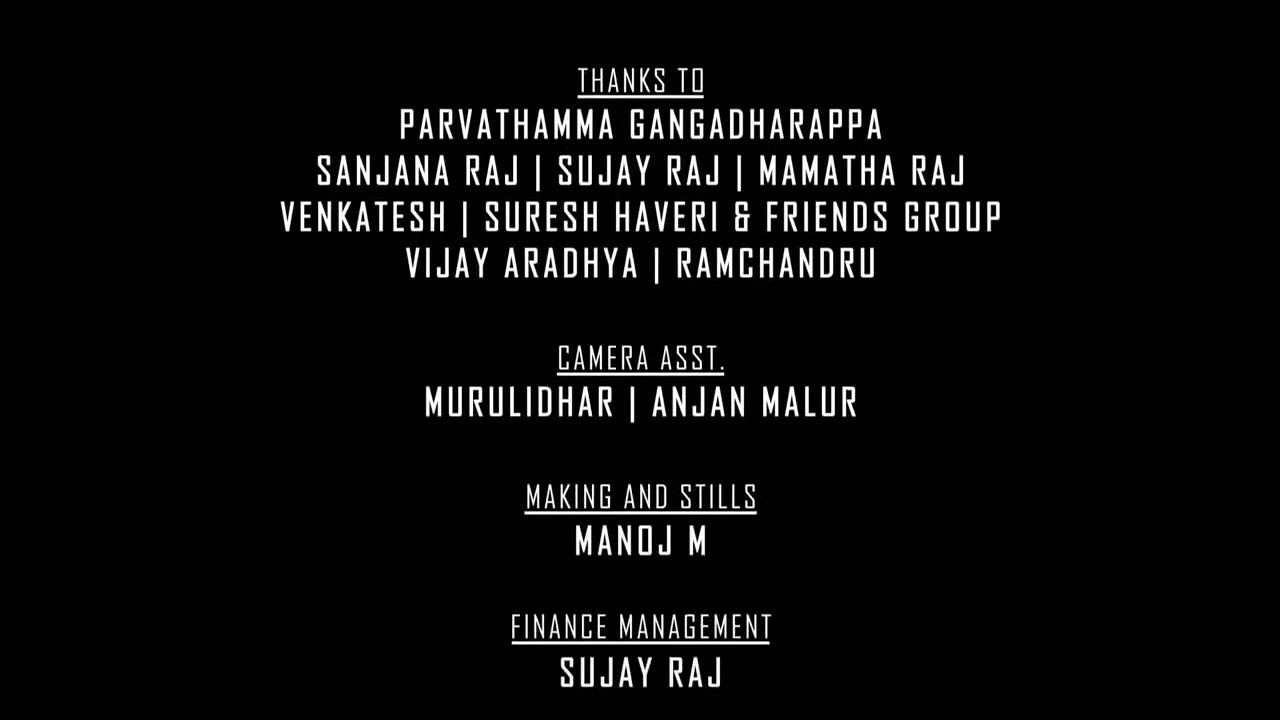 THANKS TO
PARVATHAMMA GANGADHARAPPA
SANJANA RAJ | SUJAY RAJ | MAMATHA RAJ
VENKATESH | SURESH HAVERI & FRIENDS GROUP
VIJAY ARADHYA | RAMCHANDRU
CAMERA ASST.
MURULIDHAR | ANJAN MALUR
MAKING AND STILLS
MANOJ M
FINANCE MANAGEMENT
SUJAY RAJ